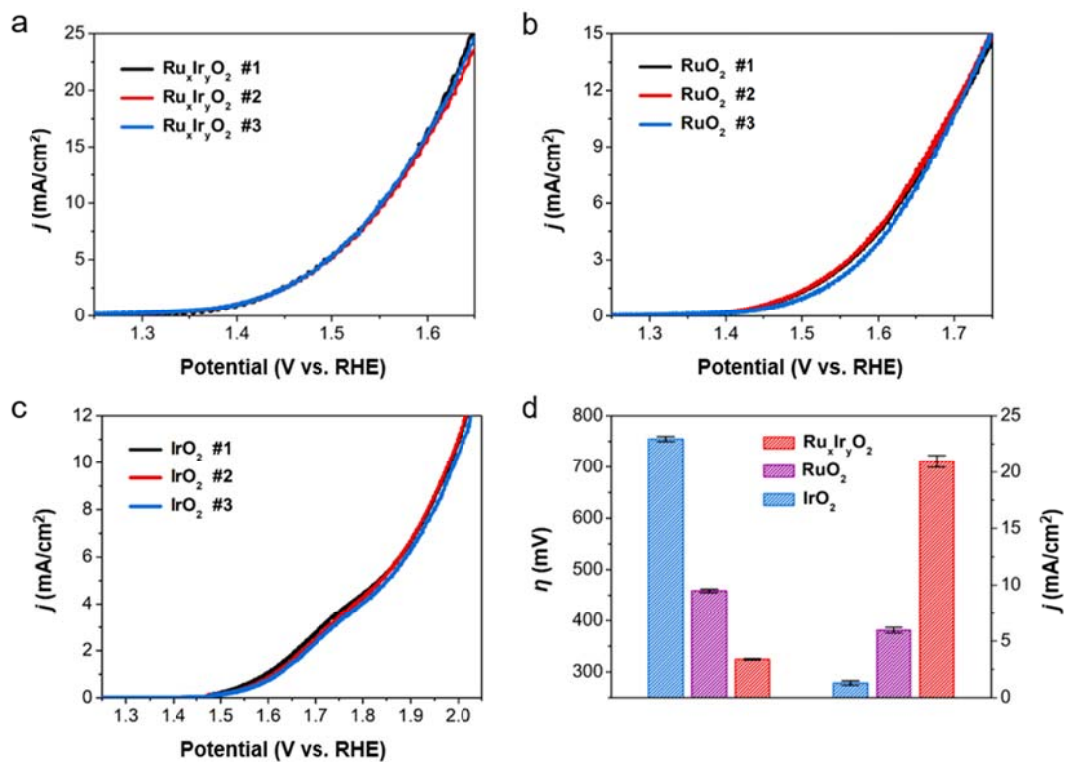 a
25
20
15
10
5
0
j (mA/cm²)
RuₓIrᵧO₂ #1
RuₓIrᵧO₂ #2
RuₓIrᵧO₂ #3
1.3 1.4 1.5 1.6
Potential (V vs. RHE)
b
15
12
9
6
3
0
j (mA/cm²)
RuO₂ #1
RuO₂ #2
RuO₂ #3
1.3 1.4 1.5 1.6 1.7
Potential (V vs. RHE)
c
12
10
8
6
4
2
0
j (mA/cm²)
IrO₂ #1
IrO₂ #2
IrO₂ #3
1.3 1.4 1.5 1.6 1.7 1.8 1.9 2.0
Potential (V vs. RHE)
d
800
700
600
500
400
300
η (mV)
RuₓIrᵧO₂
RuO₂
IrO₂
25
20
15
10
5
0
j (mA/cm²)